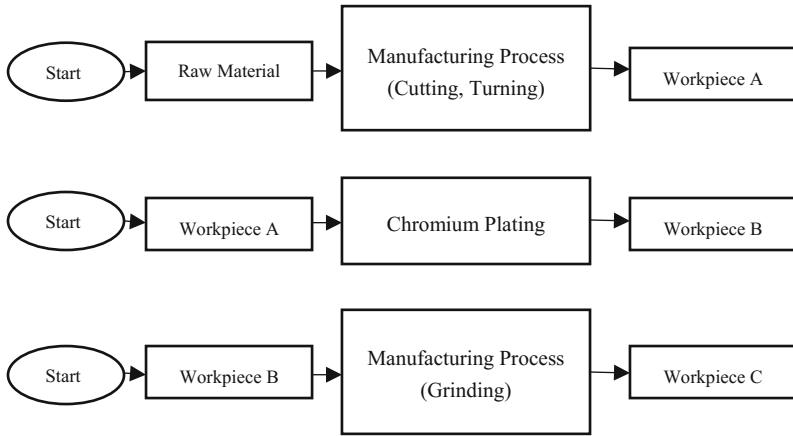 Start
Raw Material
Manufacturing Process
(Cutting, Turning)
Workpiece A
Start
Workpiece A
Chromium Plating
Workpiece B
Start
Workpiece B
Manufacturing Process
(Grinding)
Workpiece C